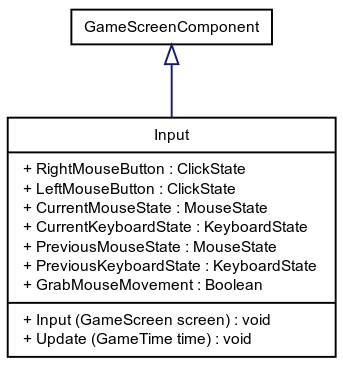 GameScreenComponent
Input
+ RightMouseButton : ClickState
+ LeftMouseButton : ClickState
+ CurrentMouseState : MouseState
+ CurrentKeyboardState : KeyboardState
+ PreviousMouseState : MouseState
+ PreviousKeyboardState : KeyboardState
+ GrabMouseMovement : Boolean
+ Input (GameScreen screen) : void
+ Update (GameTime time) : void